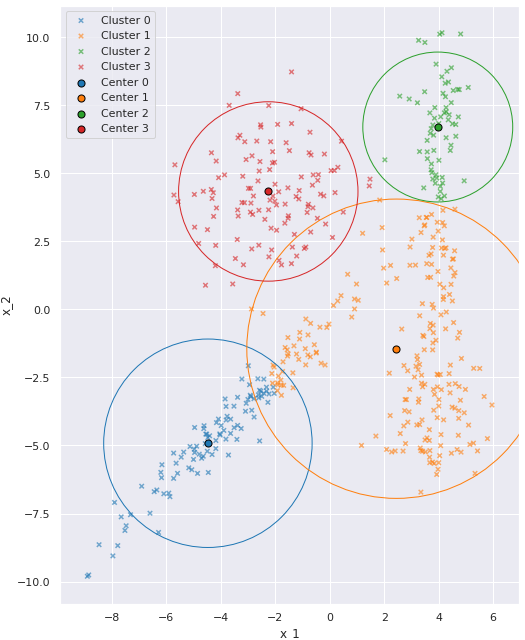 Cluster 0
Cluster 1
Cluster 2
Cluster 3
Center 0
Center 1
Center 2
Center 3
10.0
7.5
5.0
2.5
0.0
−2.5
−5.0
−7.5
−10.0
x_2
−8 −6 −4 −2 0 2 4 6
x_1